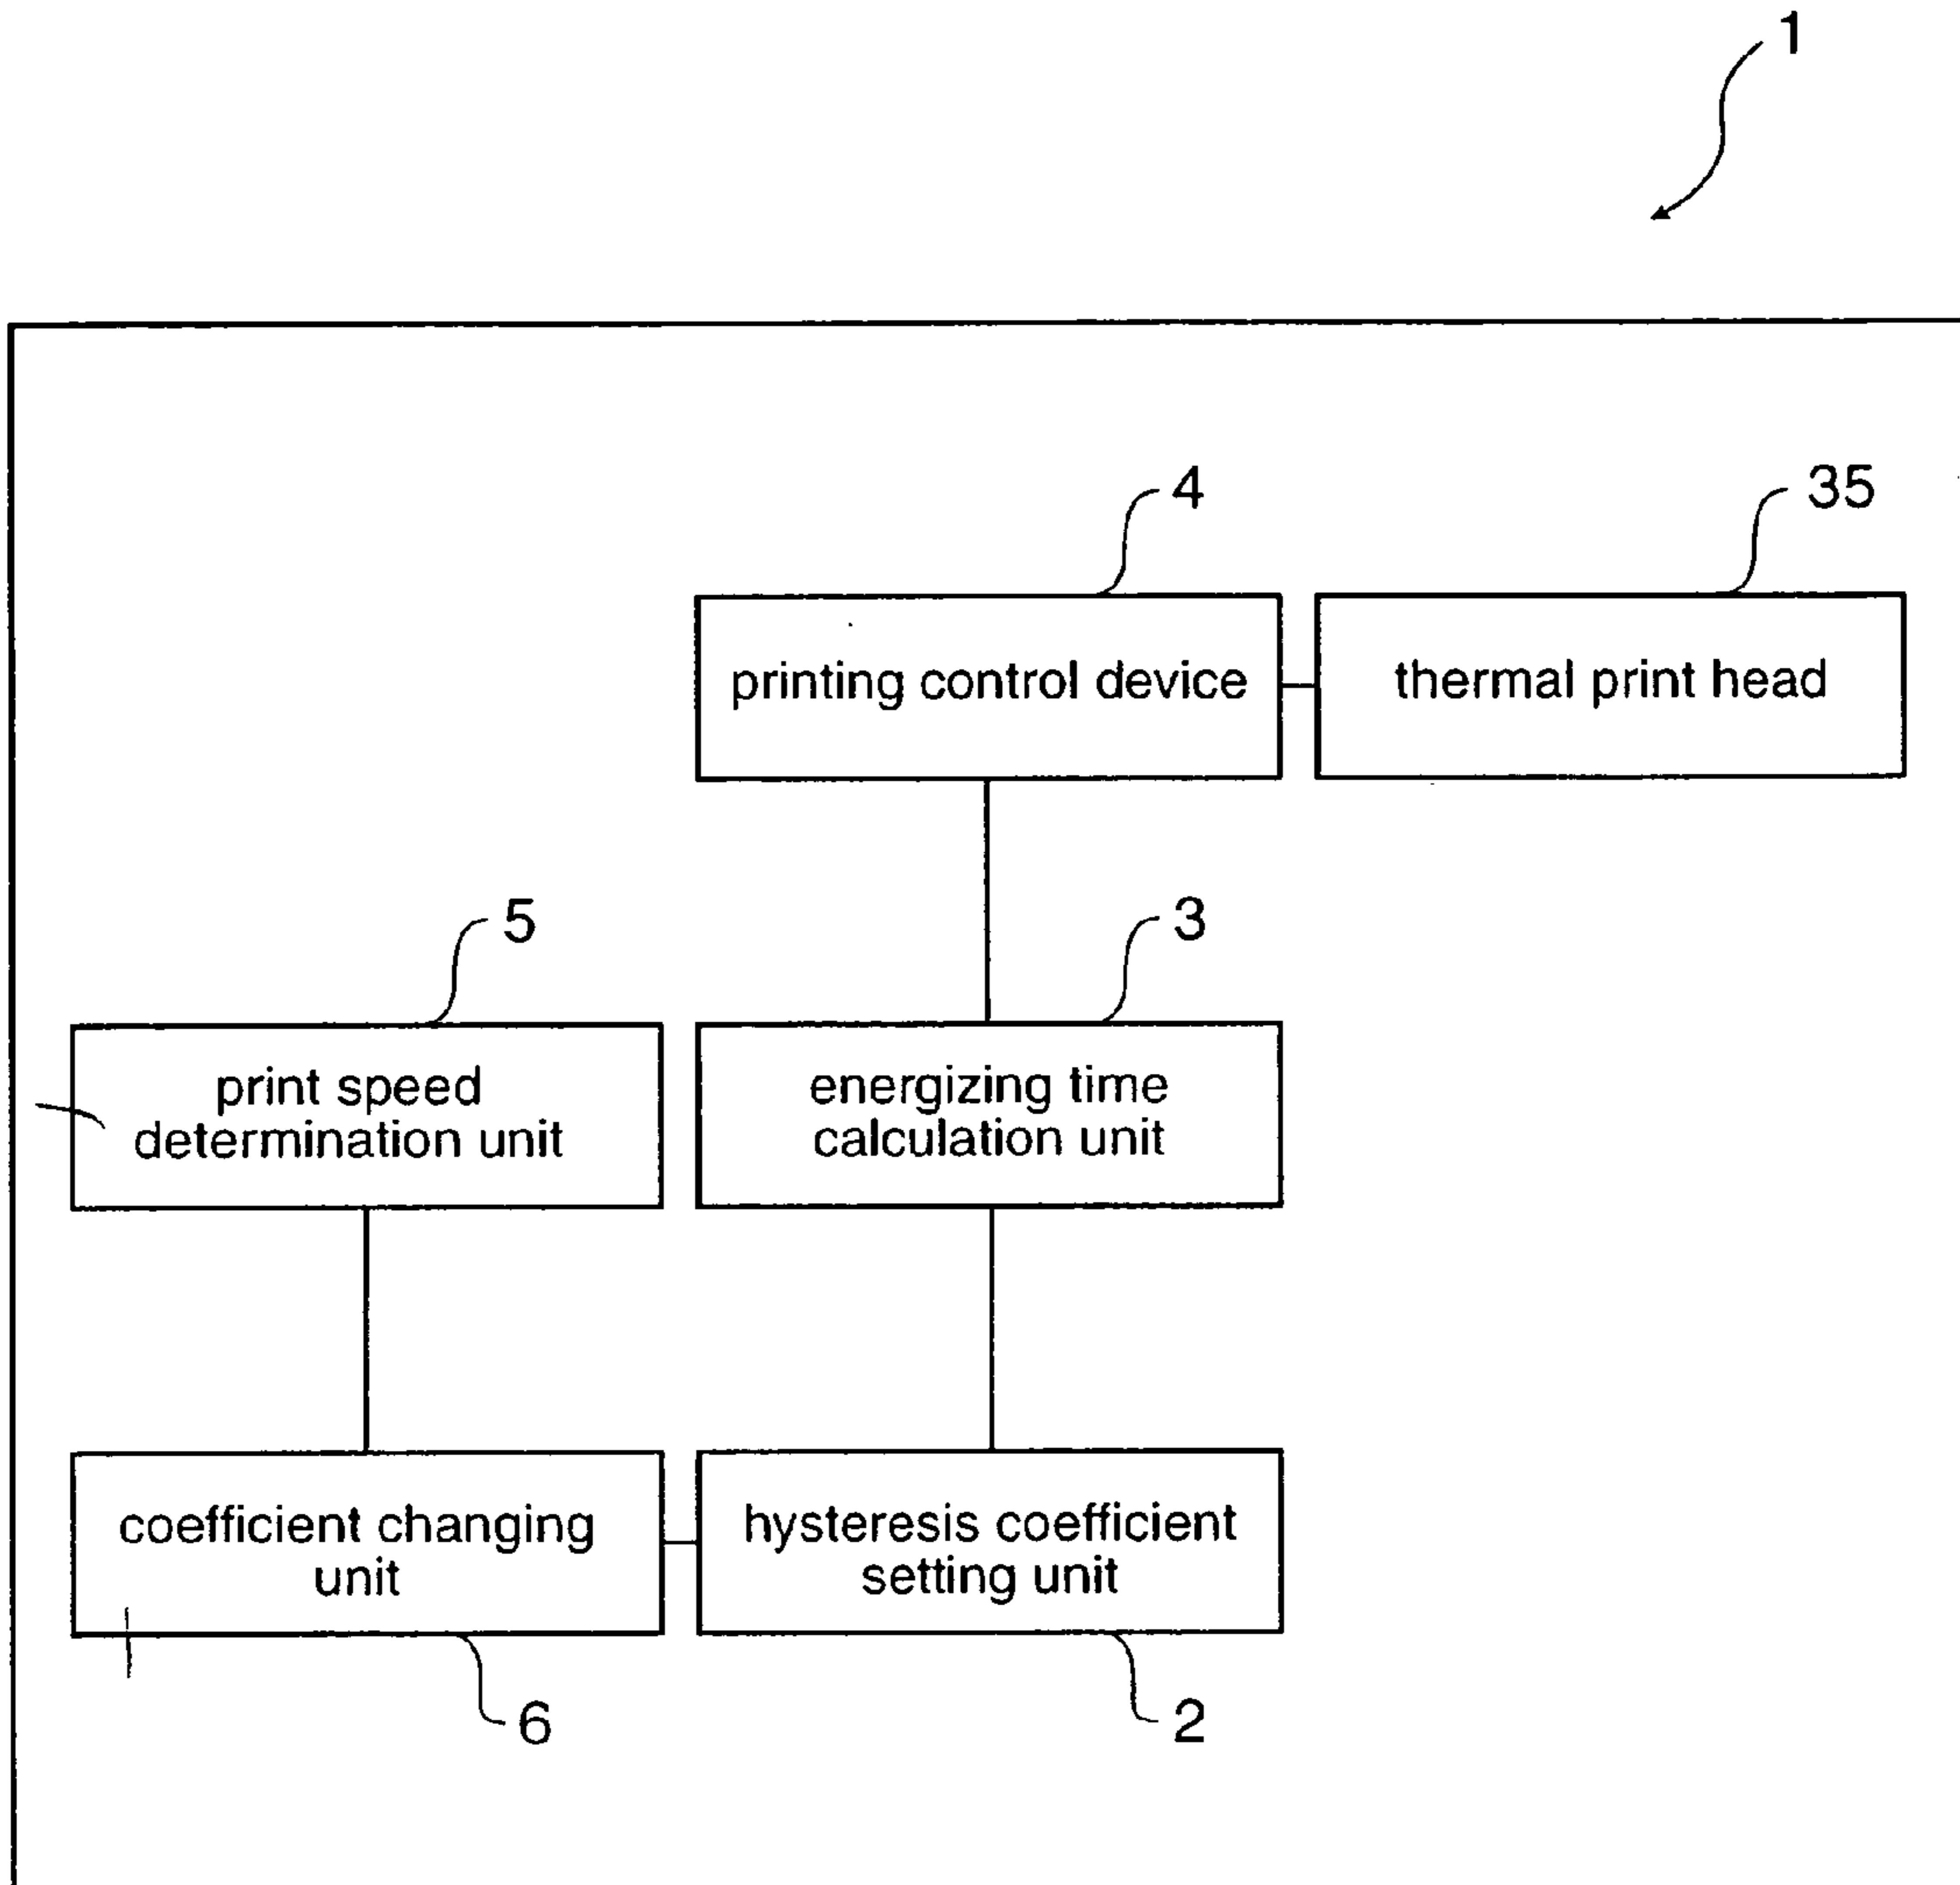 1
4
35
printing control device
thermal print head
5
3
print speed
determination unit
energizing time
calculation unit
coefficient changing
unit
hysteresis coefficient
setting unit
6
2